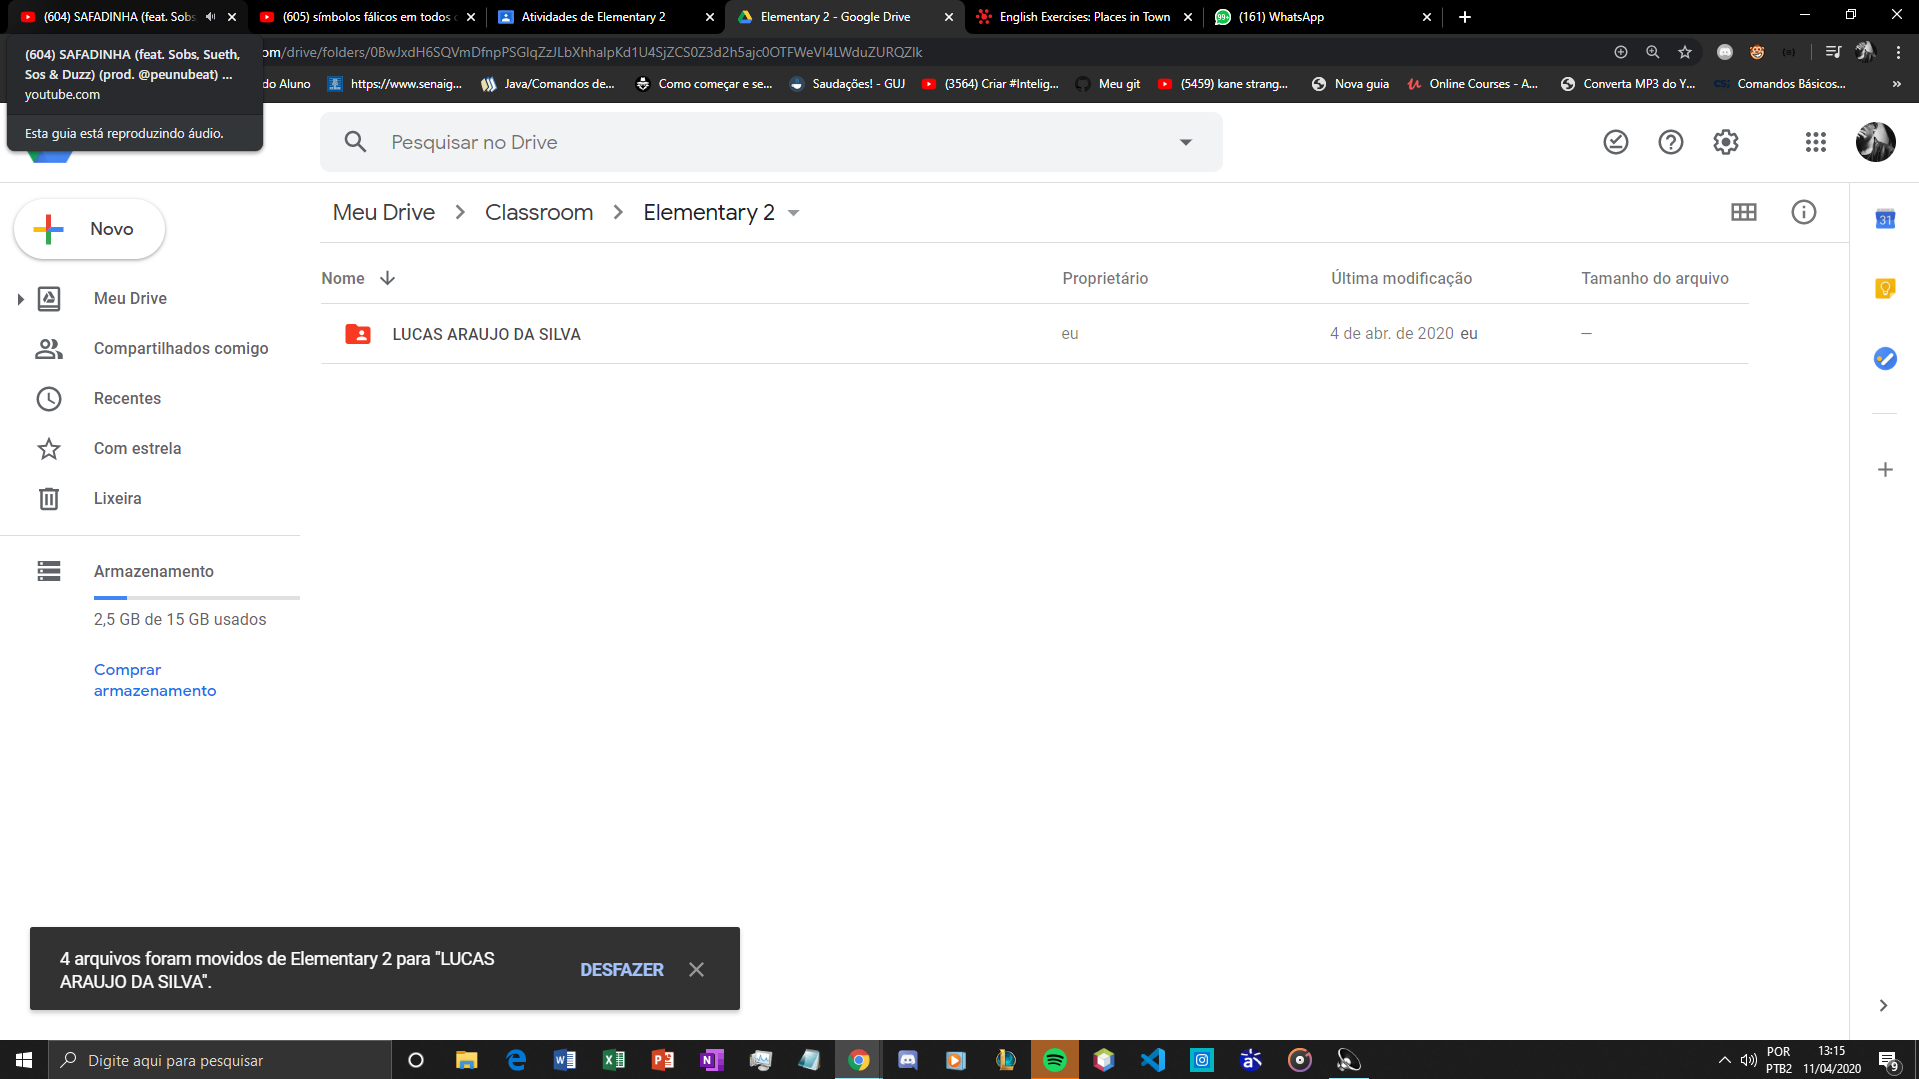 (604) SAFADINHA (feat. Sobs
(605) símbolos fálicos em todos
Atividades de Elementary 2
Elementary 2 - Google Drive
English Exercises: Places in Town
(161) WhatsApp
(604) SAFADINHA (feat. Sobs, Sueth,
Sos & Duzz) (prod. @peunubeat) ...
youtube.com
Esta guia está reproduzindo áudio.
om/drive/folders/0BwJxdH6SQVmDfnpPSGlqZzJLbXhhalpKd1U4SjZCS0Z3d2h5ajc0OTFWeVI4LWduZURQZlk
do Aluno
https://www.senaig...
Java/Comandos de...
Como começar e se...
Saudações! - GUJ
(3564) Criar #Intelig...
Meu git
(5459) kane strang...
Nova guia
Online Courses - A...
Converta MP3 do Y...
Comandos Básicos...
»
Pesquisar no Drive
Novo
Meu Drive
Classroom
Elementary 2
31
Nome
Proprietário
Última modificação
Tamanho do arquivo
LUCAS ARAUJO DA SILVA
eu
4 de abr. de 2020 eu
—
Meu Drive
Compartilhados comigo
Recentes
Com estrela
Lixeira
Armazenamento
2,5 GB de 15 GB usados
Comprar
armazenamento
4 arquivos foram movidos de Elementary 2 para "LUCAS
ARAUJO DA SILVA".
DESFAZER
Digite aqui para pesquisar
POR
PTB2
13:15
11/04/2020
9